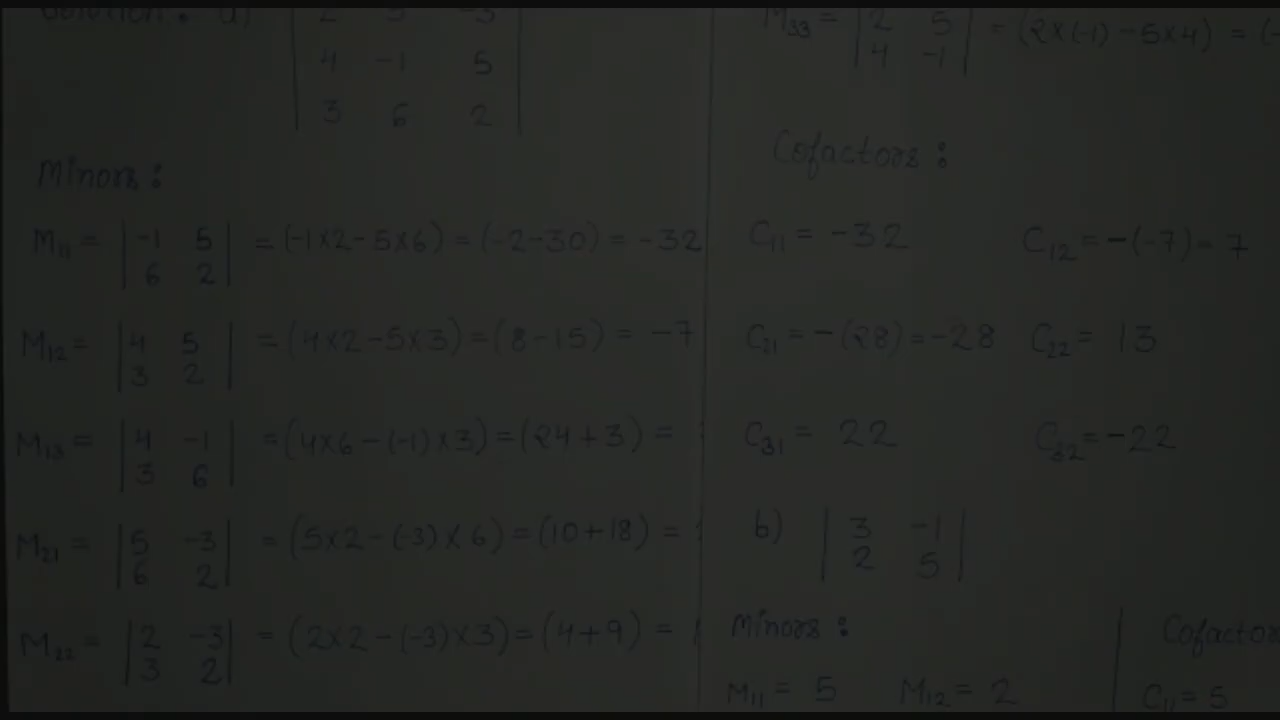 Solution: a) | 2 5 -3 |
| 4 -1 5 |
| 3 6 2 |
Minors:
M11 = | -1 5 | = (-1×2-5×6) = (-2-30) = -32
| 6 2 |
M12 = | 4 5 | = (4×2-5×3) = (8-15) = -7
| 3 2 |
M13 = | 4 -1 | = (4×6-(-1)×3) = (24+3) =
| 3 6 |
M21 = | 5 -3 | = (5×2-(-3)×6) = (10+18) =
| 6 2 |
M22 = | 2 -3 | = (2×2-(-3)×3) = (4+9) =
| 3 2 |
M33 = | 2 5 | = (2×(-1)-5×4) = (-
| 4 -1 |
Cofactors:
C11 = -32 C12 = -(-7) = 7
C21 = -(28) = -28 C22 = 13
C31 = 22 C32 = -22
b) | 3 -1 |
| 2 5 |
Minors: Cofactor
M11 = 5 M12 = 2 C11 = 5